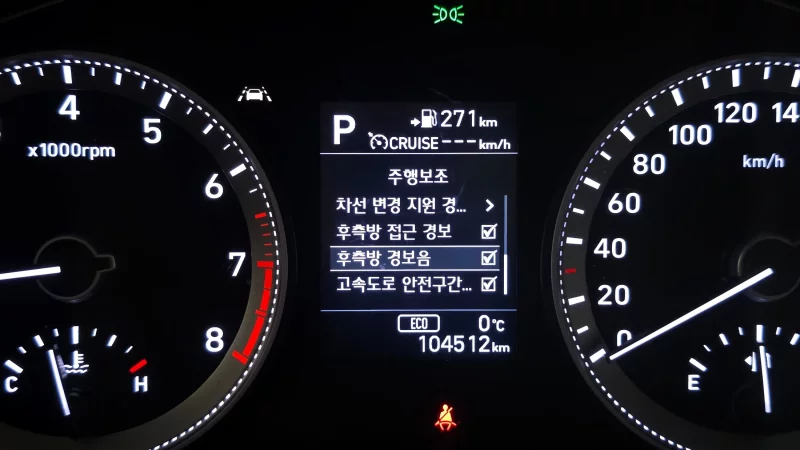 4
5
6
7
8
x1000rpm
C
H
P
271km
CRUISE ---km/h
주행보조
차선 변경 지원 경...
후측방 접근 경보
후측방 경보음
고속도로 안전구간...
ECO
0℃
104512km
14
120
100
80
60
40
20
0
km/h
E